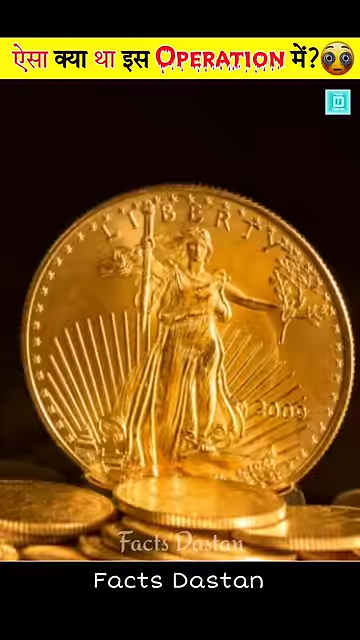 ऐसा क्या था इस OPERATION में?😳
LIBERTY
2009
Facts Dastan
Facts Dastan